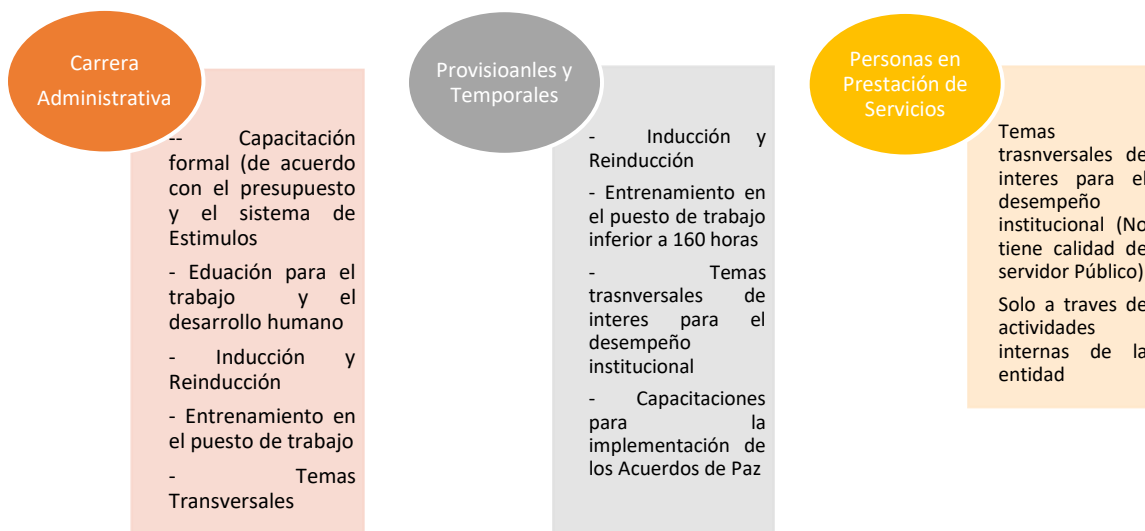 Carrera
Administrativa
-- Capacitación
formal (de acuerdo
con el presupuesto
y el sistema de
Estimulos
- Eduación para el
trabajo y el
desarrollo humano
- Inducción y
Reinducción
- Entrenamiento en
el puesto de trabajo
- Temas
Transversales
Provisioanles y
Temporales
- Inducción y
Reinducción
- Entrenamiento en
el puesto de trabajo
inferior a 160 horas
- Temas
trasnversales de
interes para el
desempeño
institucional
- Capacitaciones
para la
implementación de
los Acuerdos de Paz
Personas en
Prestación de
Servicios
Temas
trasnversales de
interes para el
desempeño
institucional (No
tiene calidad de
servidor Público)
Solo a traves de
actividades
internas de la
entidad